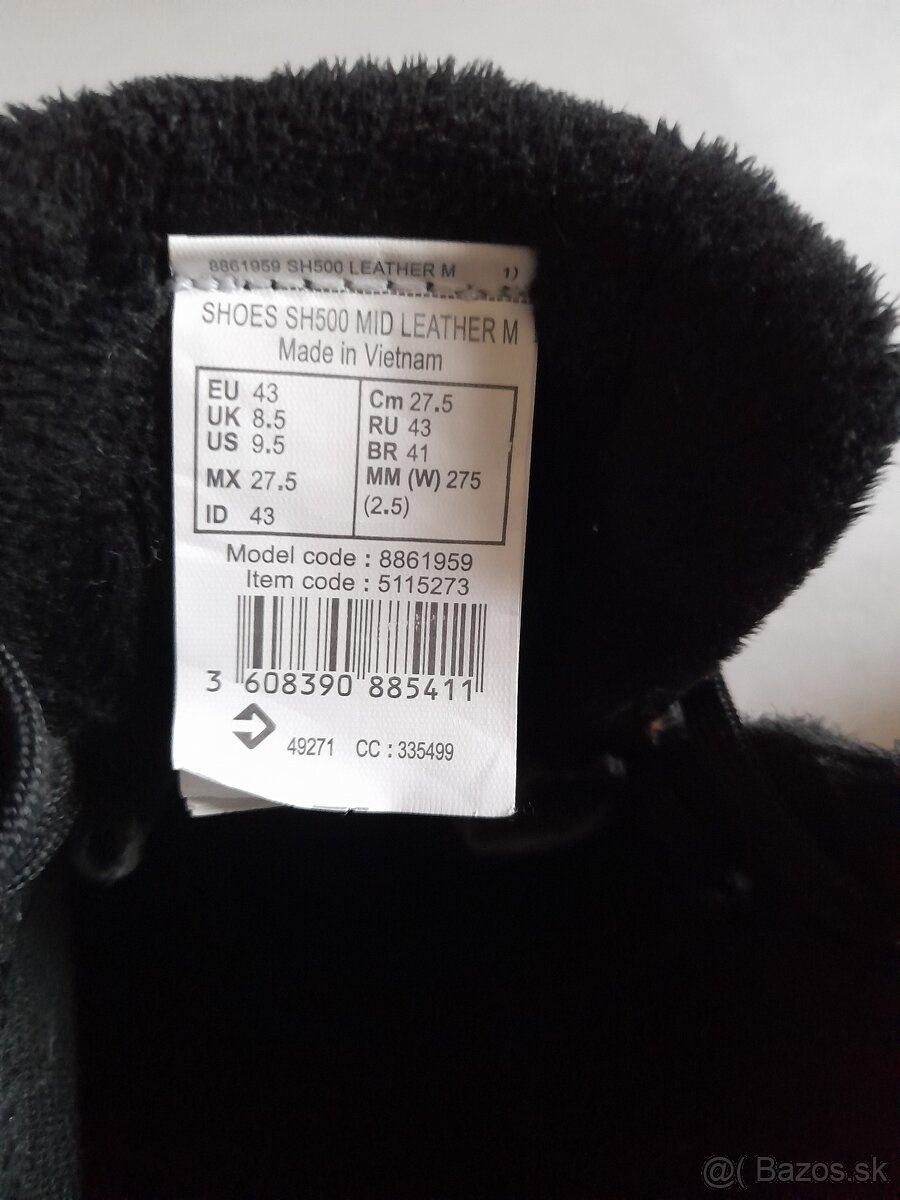 8861959 SH500 LEATHER M 1)
SHOES SH500 MID LEATHER M
Made in Vietnam
EU 43
UK 8.5
US 9.5
MX 27.5
ID 43
Cm 27.5
RU 43
BR 41
MM (W) 275
(2.5)
Model code : 8861959
Item code : 5115273
3 608390 885411
49271 CC : 335499
@( Bazos.sk